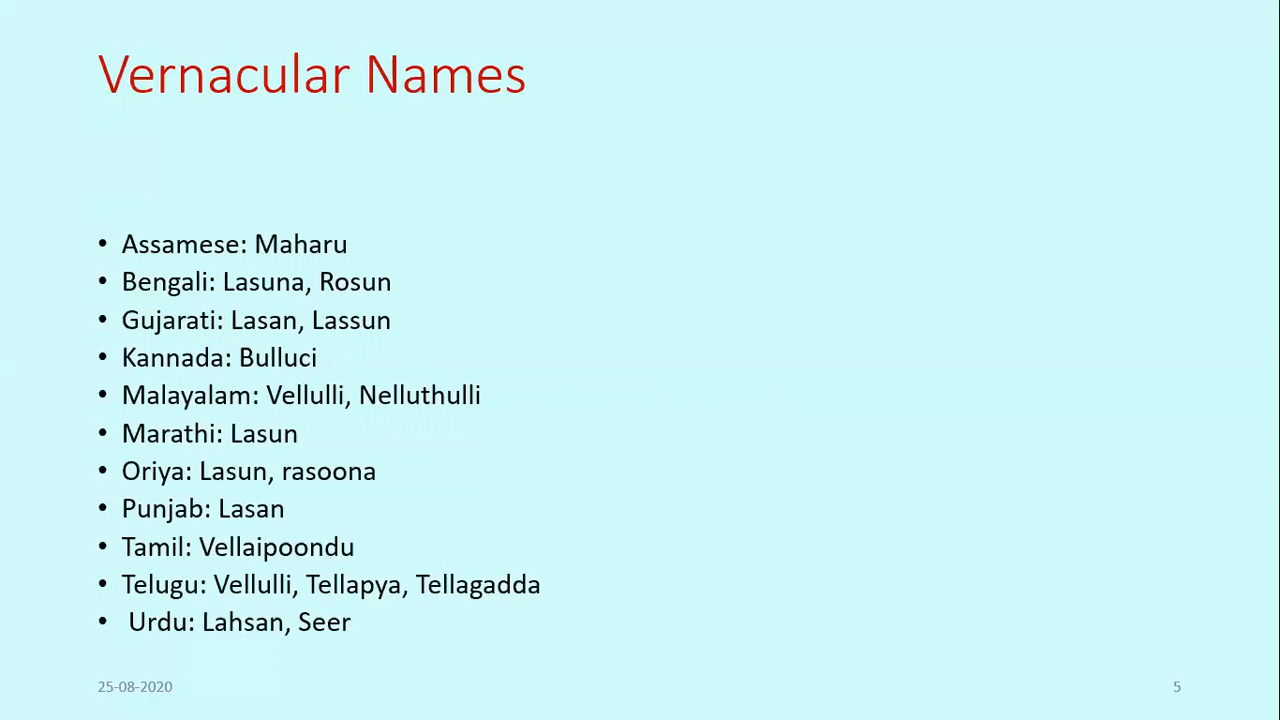 Vernacular Names
• Assamese: Maharu
• Bengali: Lasuna, Rosun
• Gujarati: Lasan, Lassun
• Kannada: Bulluci
• Malayalam: Vellulli, Nelluthulli
• Marathi: Lasun
• Oriya: Lasun, rasoona
• Punjab: Lasan
• Tamil: Vellaipoondu
• Telugu: Vellulli, Tellapya, Tellagadda
• Urdu: Lahsan, Seer
25-08-2020
5